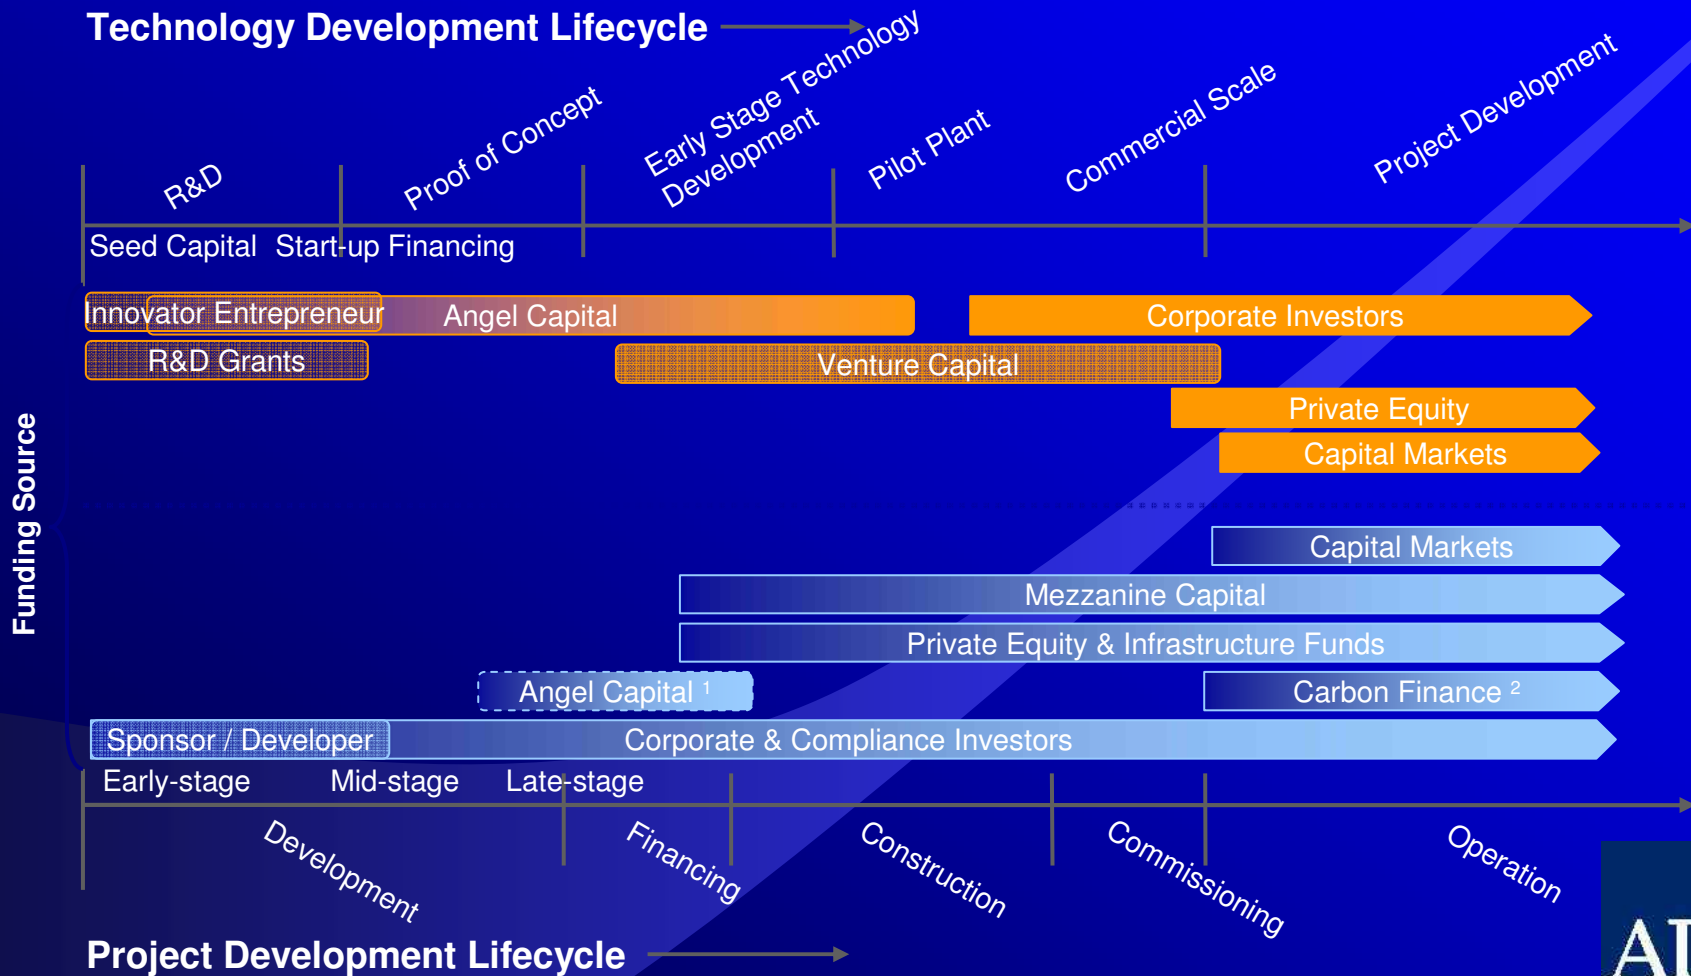 Technology Development Lifecycle
R&D
Proof of Concept
Early Stage Technology
Development
Pilot Plant
Commercial Scale
Project Development
Seed Capital
Start-up Financing
Innovator Entrepreneur
Angel Capital
Corporate Investors
R&D Grants
Venture Capital
Private Equity
Capital Markets
Funding Source
Capital Markets
Mezzanine Capital
Private Equity & Infrastructure Funds
Angel Capital 1
Carbon Finance 2
Sponsor / Developer
Corporate & Compliance Investors
Early-stage
Mid-stage
Late-stage
Development
Financing
Construction
Commissioning
Operation
Project Development Lifecycle